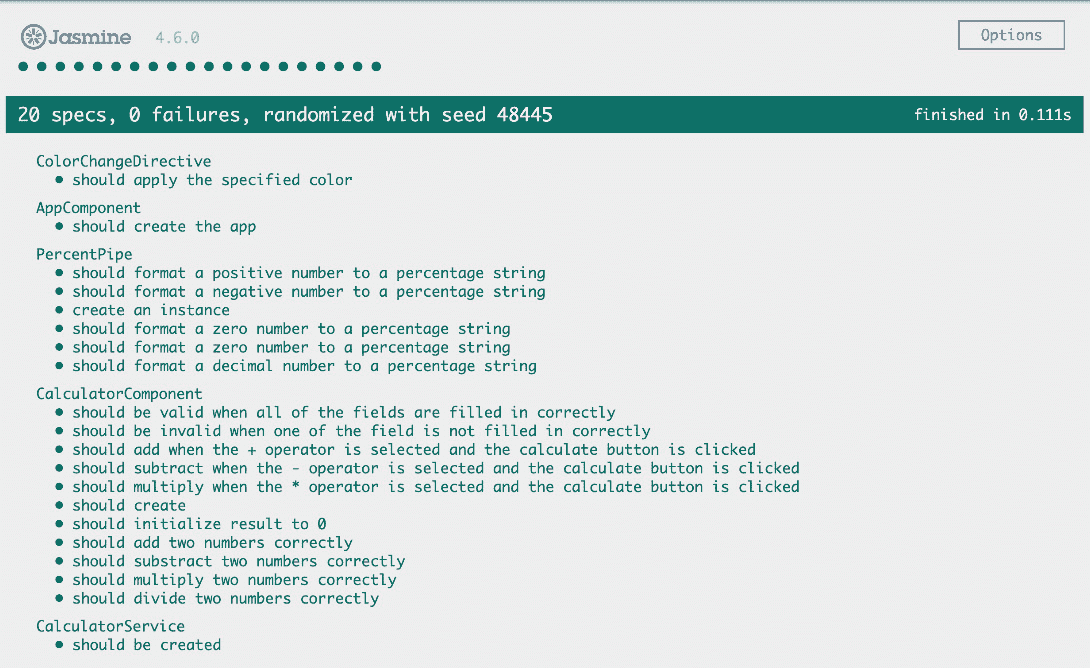 Jasmine 4.6.0
Options
20 specs, 0 failures, randomized with seed 48445
finished in 0.111s
ColorChangeDirective
• should apply the specified color
AppComponent
• should create the app
PercentPipe
• should format a positive number to a percentage string
• should format a negative number to a percentage string
• create an instance
• should format a zero number to a percentage string
• should format a zero number to a percentage string
• should format a decimal number to a percentage string
CalculatorComponent
• should be valid when all of the fields are filled in correctly
• should be invalid when one of the field is not filled in correctly
• should add when the + operator is selected and the calculate button is clicked
• should subtract when the - operator is selected and the calculate button is clicked
• should multiply when the * operator is selected and the calculate button is clicked
• should create
• should initialize result to 0
• should add two numbers correctly
• should substract two numbers correctly
• should multiply two numbers correctly
• should divide two numbers correctly
CalculatorService
• should be created